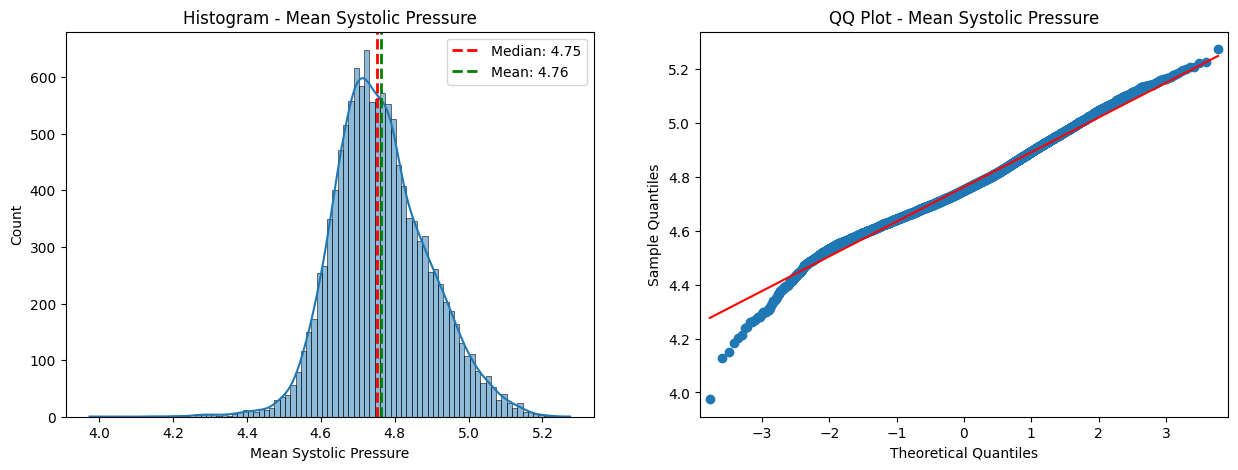 Histogram - Mean Systolic Pressure
Median: 4.75
Mean: 4.76
Count
600
500
400
300
200
100
0
4.0 4.2 4.4 4.6 4.8 5.0 5.2
Mean Systolic Pressure
QQ Plot - Mean Systolic Pressure
Sample Quantiles
5.2
5.0
4.8
4.6
4.4
4.2
4.0
−3 −2 −1 0 1 2 3
Theoretical Quantiles